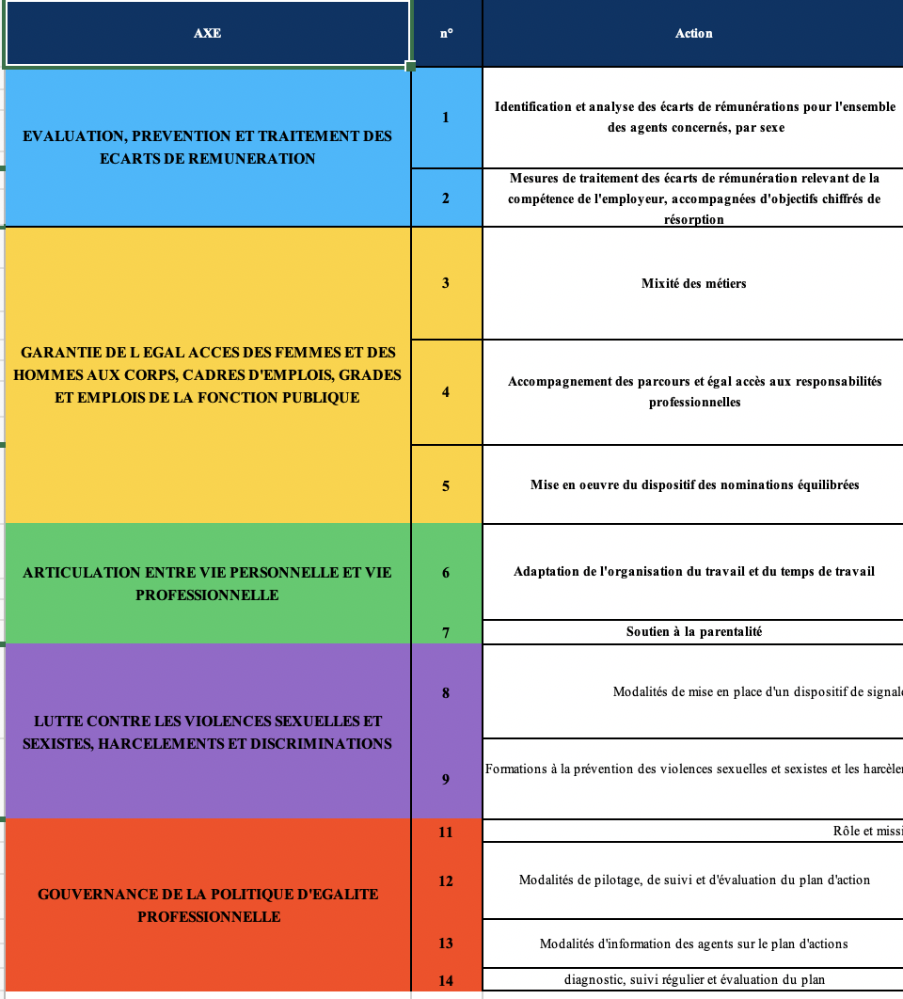 AXE
n°
Action
EVALUATION, PREVENTION ET TRAITEMENT DES
ECARTS DE REMUNERATION
1
Identification et analyse des écarts de rémunérations pour l'ensemble
des agents concernés, par sexe
2
Mesures de traitement des écarts de rémunération relevant de la
compétence de l'employeur, accompagnées d'objectifs chiffrés de
résorption
GARANTIE DE L EGAL ACCES DES FEMMES ET DES
HOMMES AUX CORPS, CADRES D'EMPLOIS, GRADES
ET EMPLOIS DE LA FONCTION PUBLIQUE
3
Mixité des métiers
4
Accompagnement des parcours et égal accès aux responsabilités
professionnelles
5
Mise en oeuvre du dispositif des nominations équilibrées
ARTICULATION ENTRE VIE PERSONNELLE ET VIE
PROFESSIONNELLE
6
Adaptation de l'organisation du travail et du temps de travail
7
Soutien à la parentalité
LUTTE CONTRE LES VIOLENCES SEXUELLES ET
SEXISTES, HARCELEMENTS ET DISCRIMINATIONS
8
Modalités de mise en place d'un dispositif de signal
9
Formations à la prévention des violences sexuelles et sexistes et les harcèle
GOUVERNANCE DE LA POLITIQUE D'EGALITE
PROFESSIONNELLE
11
Rôle et missi
12
Modalités de pilotage, de suivi et d'évaluation du plan d'action
13
Modalités d'information des agents sur le plan d'actions
14
diagnostic, suivi régulier et évaluation du plan